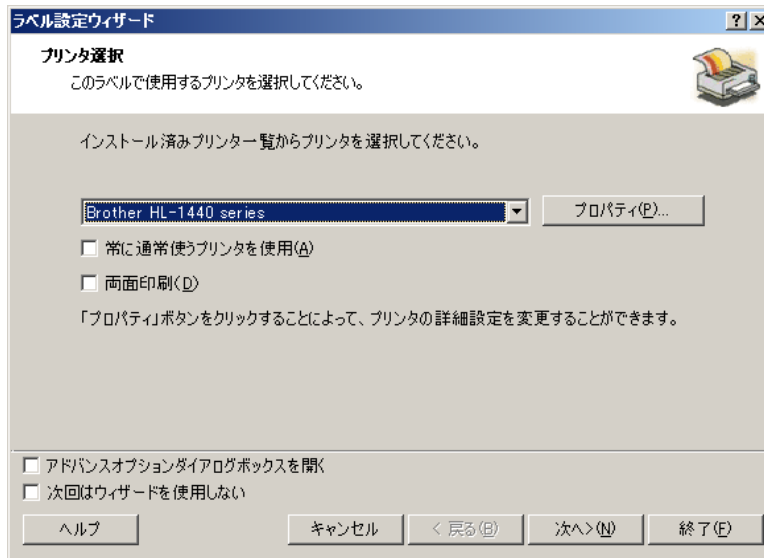 ラベル設定ウィザード
プリンタ選択
このラベルで使用するプリンタを選択してください。
インストール済みプリンター覧からプリンタを選択してください。
Brother HL-1440 series
プロパティ(P)...
常に通常使うプリンタを使用(A)
両面印刷(D)
「プロパティ」ボタンをクリックすることによって、プリンタの詳細設定を変更することができます。
アドバンスオプションダイアログボックスを開く
次回はウィザードを使用しない
ヘルプ
キャンセル
< 戻る(B)
次へ>(N)
終了(F)